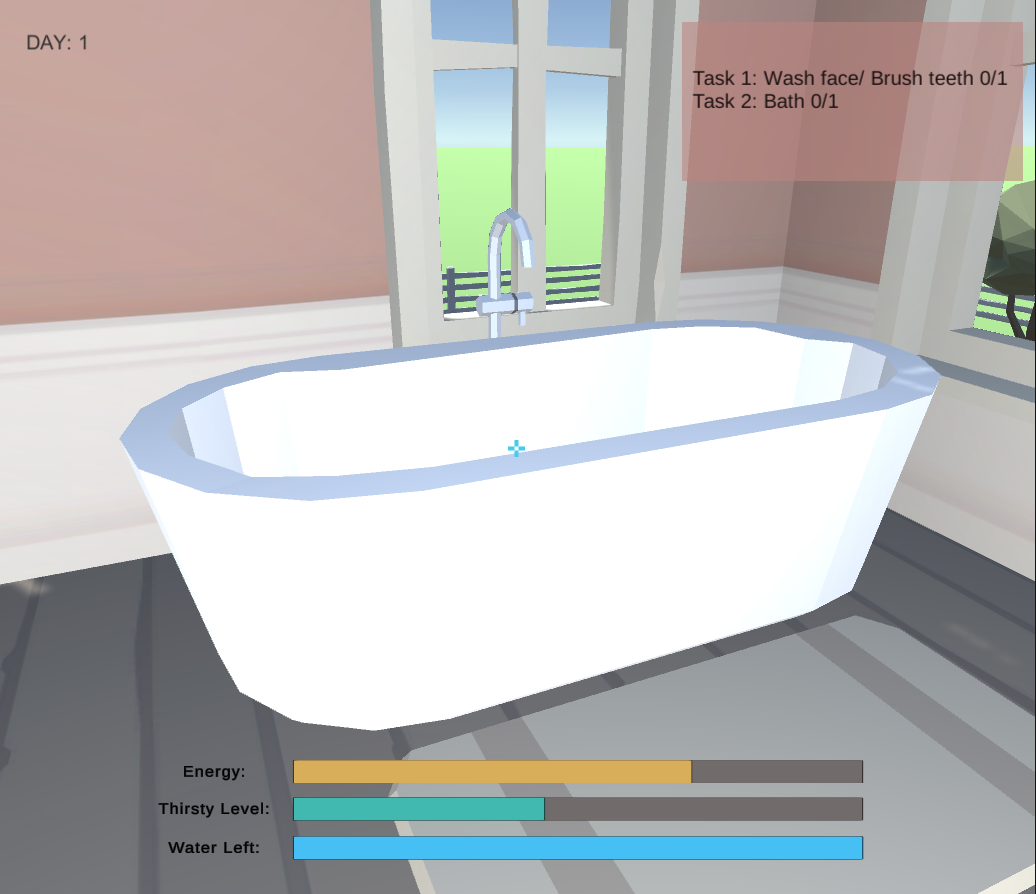 DAY: 1
Task 1: Wash face/ Brush teeth 0/1
Task 2: Bath 0/1
Energy:
Thirsty Level:
Water Left: